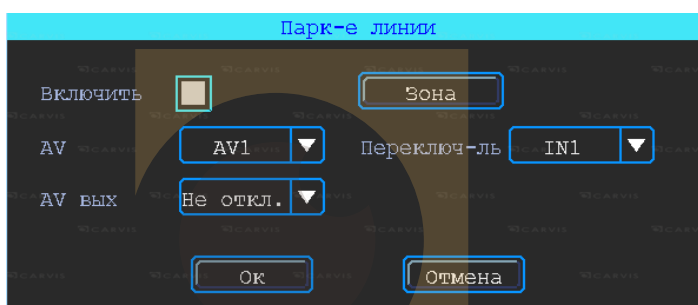 Парк-е линии
Включить Зона
AV AV1 Переключ-ль IN1
AV вых Не откл.
Ок Отмена